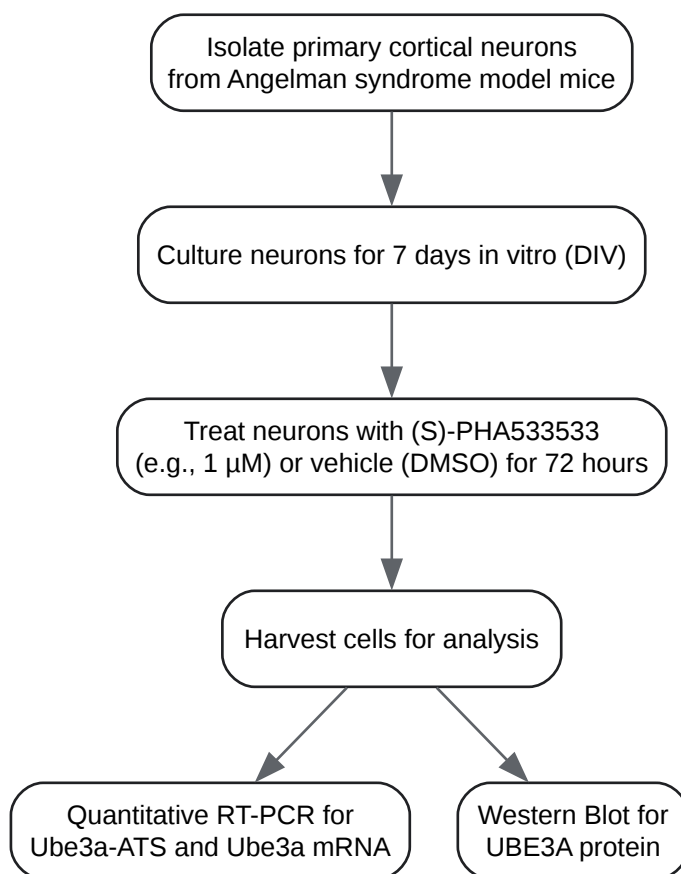 Isolate primary cortical neurons
from Angelman syndrome model mice
Culture neurons for 7 days in vitro (DIV)
Treat neurons with (S)-PHA533533
(e.g., 1 µM) or vehicle (DMSO) for 72 hours
Harvest cells for analysis
Quantitative RT-PCR for
Ube3a-ATS and Ube3a mRNA
Western Blot for
UBE3A protein